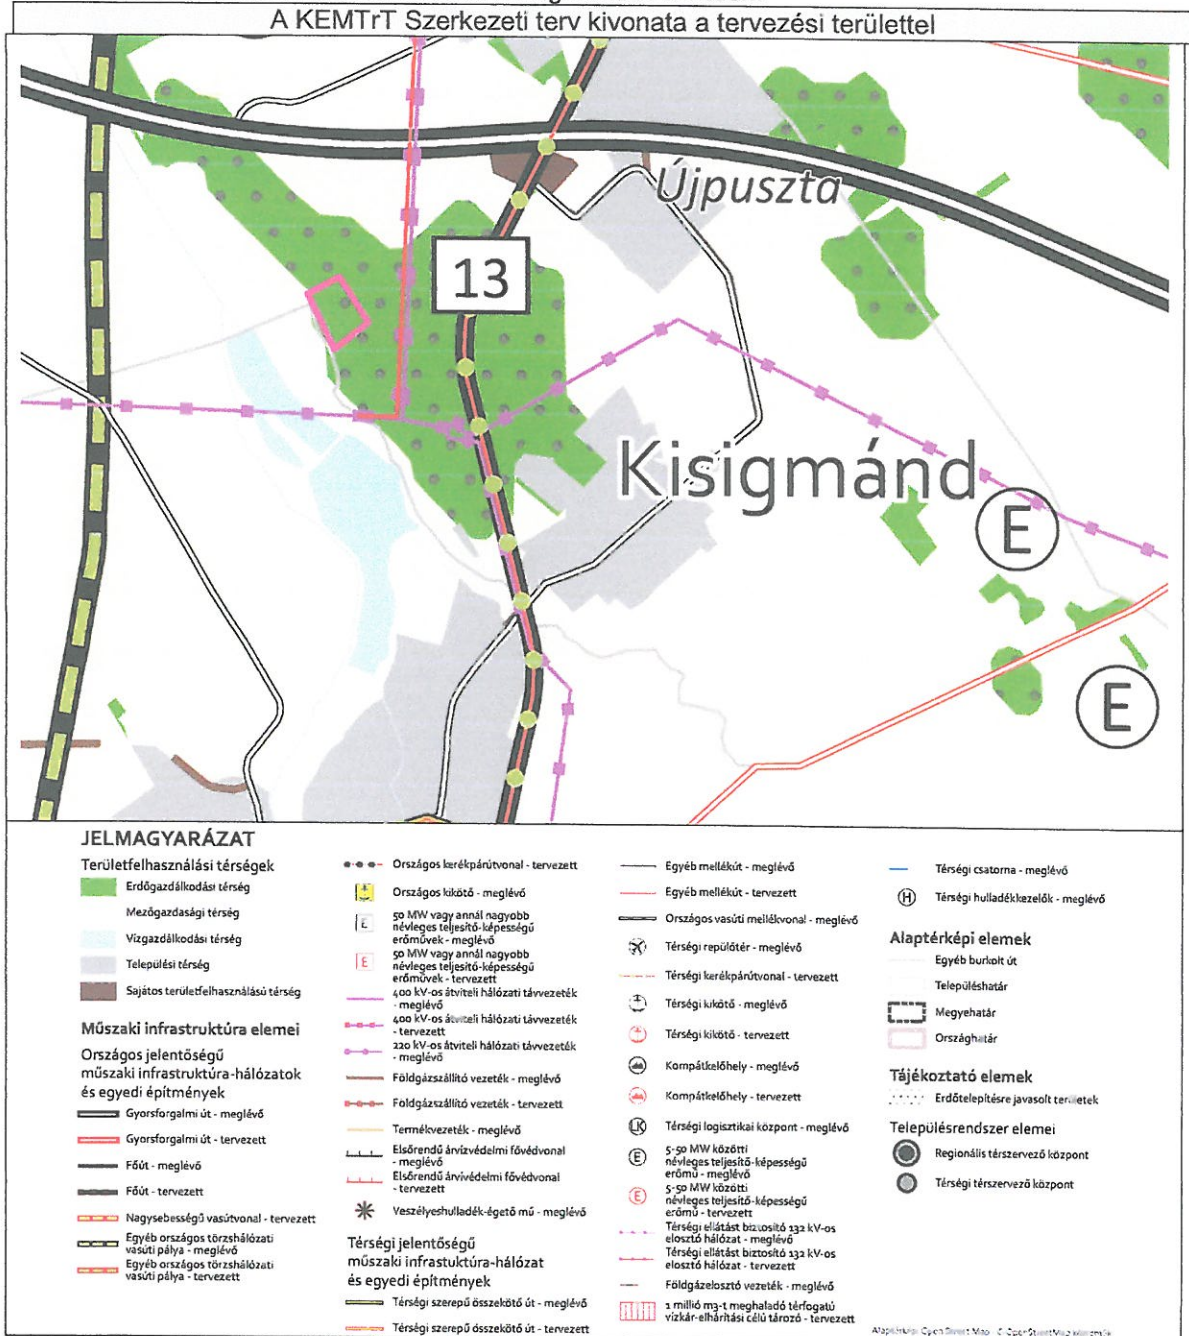 A KEMTrT Szerkezeti terv kivonata a tervezési területtel
Újpuszta
13
Kisigmánd
E
E
JELMAGYARÁZAT
Területfelhasználási térségek
Erdőgazdálkodási térség
Mezőgazdasági térség
Vízgazdálkodási térség
Települési térség
Sajátos területfelhasználású térség
Műszaki infrastruktúra elemei
Országos jelentőségű
műszaki infrastruktúra-hálózatok
és egyedi építmények
Gyorsforgalmi út - meglévő
Gyorsforgalmi út - tervezett
Főút - meglévő
Főút - tervezett
Nagysebességű vasútvonal - tervezett
Egyéb országos törzshálózati
vasúti pálya - meglévő
Egyéb országos törzshálózati
vasúti pálya - tervezett
Országos kerékpárútvonal - tervezett
Országos kikötő - meglévő
E
50 MW vagy annál nagyobb
névleges teljesítő-képességű
erőművek - meglévő
E
50 MW vagy annál nagyobb
névleges teljesítő-képességű
erőművek - tervezett
400 kV-os átviteli hálózati távvezeték
- meglévő
400 kV-os átviteli hálózati távvezeték
- tervezett
220 kV-os átviteli hálózati távvezeték
- meglévő
Földgázszállító vezeték - meglévő
Földgázszállító vezeték - tervezett
Termékvezeték - meglévő
Elsőrendű árvízvédelmi fővédvonal
- meglévő
Elsőrendű árvívédelmi fővédvonal
- tervezett
Veszélyeshulladék-égető mű - meglévő
Térségi jelentőségű
műszaki infrastuktúra-hálózat
és egyedi építmények
Térségi szerepű összekötő út - meglévő
Térségi szerepű összekötő út - tervezett
Egyéb mellékút - meglévő
Egyéb mellékút - tervezett
Országos vasúti mellékvonal - meglévő
Térségi repülőtér - meglévő
Térségi kerékpárútvonal - tervezett
Térségi kikötő - meglévő
Térségi kikötő - tervezett
Kompátkelőhely - meglévő
Kompátkelőhely - tervezett
LK
Térségi logisztikai központ - meglévő
E
5-50 MW közötti
névleges teljesítő-képességű
erőmű - meglévő
E
5-50 MW közötti
névleges teljesítő-képességű
erőmű - tervezett
Térségi ellátást biztosító 132 kV-os
elosztó hálózat - meglévő
Térségi ellátást biztosító 132 kV-os
elosztó hálózat - tervezett
Földgázelosztó vezeték - meglévő
1 millió m3-t meghaladó térfogatú
vízkár-elhárítási célú tározó - tervezett
Térségi csatorna - meglévő
H
Térségi hulladékkezelők - meglévő
Alaptérképi elemek
Egyéb burkolt út
Településhatár
Megyehatár
Országhatár
Tájékoztató elemek
Erdőtelepítésre javasolt területek
Településrendszer elemei
Regionális térszervező központ
Térségi térszervező központ